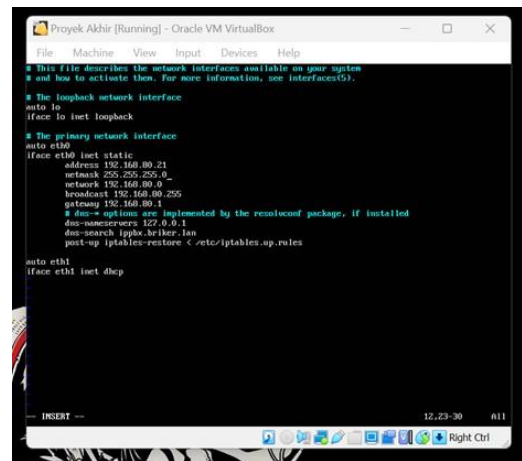 Proyek Akhir [Running] - Oracle VM VirtualBox
File Machine View Input Devices Help
# This file describes the network interfaces available on your system
# and how to activate them. For more information, see interfaces(5).
# The loopback network interface
auto lo
iface lo inet loopback
# The primary network interface
auto eth0
iface eth0 inet static
address 192.168.80.21
netmask 255.255.255.0_
network 192.168.80.0
broadcast 192.168.80.255
gateway 192.168.80.1
# dns-* options are implemented by the resolvconf package, if installed
dns-nameservers 127.0.0.1
dns-search ippbx.briker.lan
post-up iptables-restore < /etc/iptables.up.rules
auto eth1
iface eth1 inet dhcp
-- INSERT -- 12,23-30 All
Right Ctrl